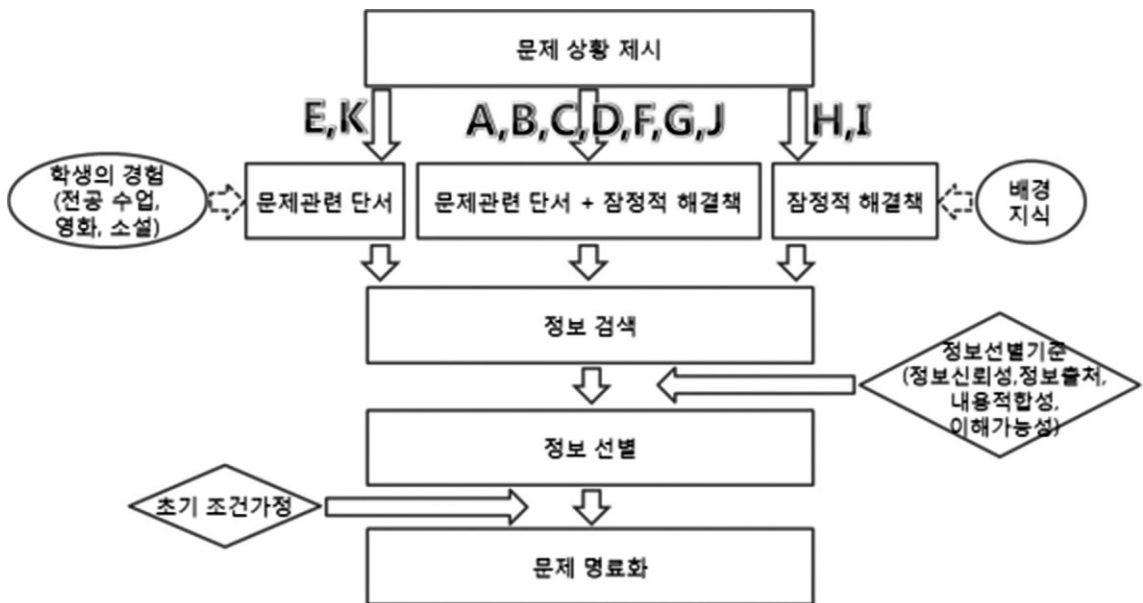 문제 상황 제시
E,K
A,B,C,D,F,G,J
H,I
학생의 경험
(전공 수업,
영화, 소설)
문제관련 단서
문제관련 단서 + 잠정적 해결책
잠정적 해결책
배경
지식
정보 검색
정보선별기준
(정보신뢰성,정보출처,
내용적합성,
이해가능성)
정보 선별
초기 조건가정
문제 명료화